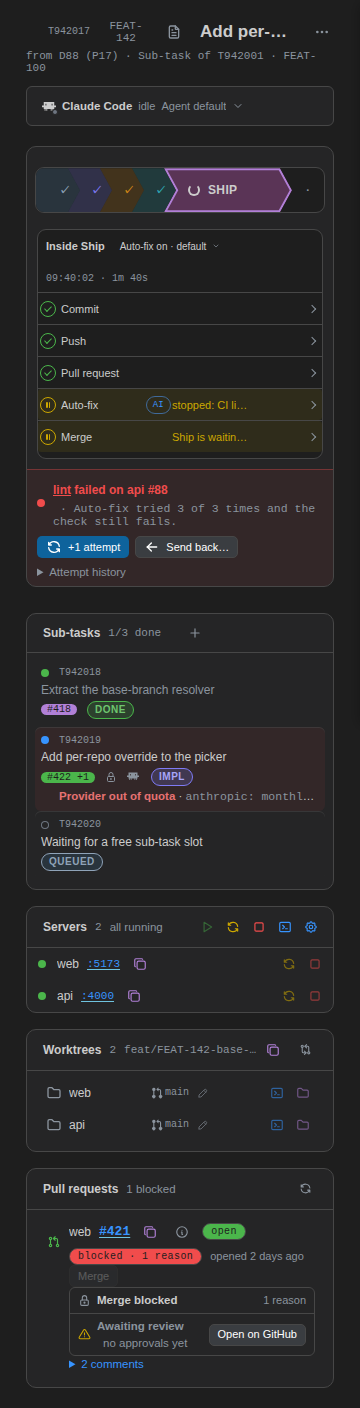 T942017 FEAT-142 Add per-…
from D88 (P17) · Sub-task of T942001 · FEAT-100
Claude Code idle Agent default
SHIP
Inside Ship Auto-fix on · default
09:40:02 · 1m 40s
Commit
Push
Pull request
Auto-fix AI stopped: CI li…
Merge Ship is waitin…
lint failed on api #88
· Auto-fix tried 3 of 3 times and the
check still fails.
+1 attempt Send back…
Attempt history
Sub-tasks 1/3 done
T942018
Extract the base-branch resolver
#418 DONE
T942019
Add per-repo override to the picker
#422 +1 IMPL
Provider out of quota · anthropic: monthl…
T942020
Waiting for a free sub-task slot
QUEUED
Servers 2 all running
web :5173
api :4000
Worktrees 2 feat/FEAT-142-base-…
web main
api main
Pull requests 1 blocked
web #421 open
blocked · 1 reason opened 2 days ago
Merge
Merge blocked 1 reason
Awaiting review
no approvals yet
Open on GitHub
2 comments